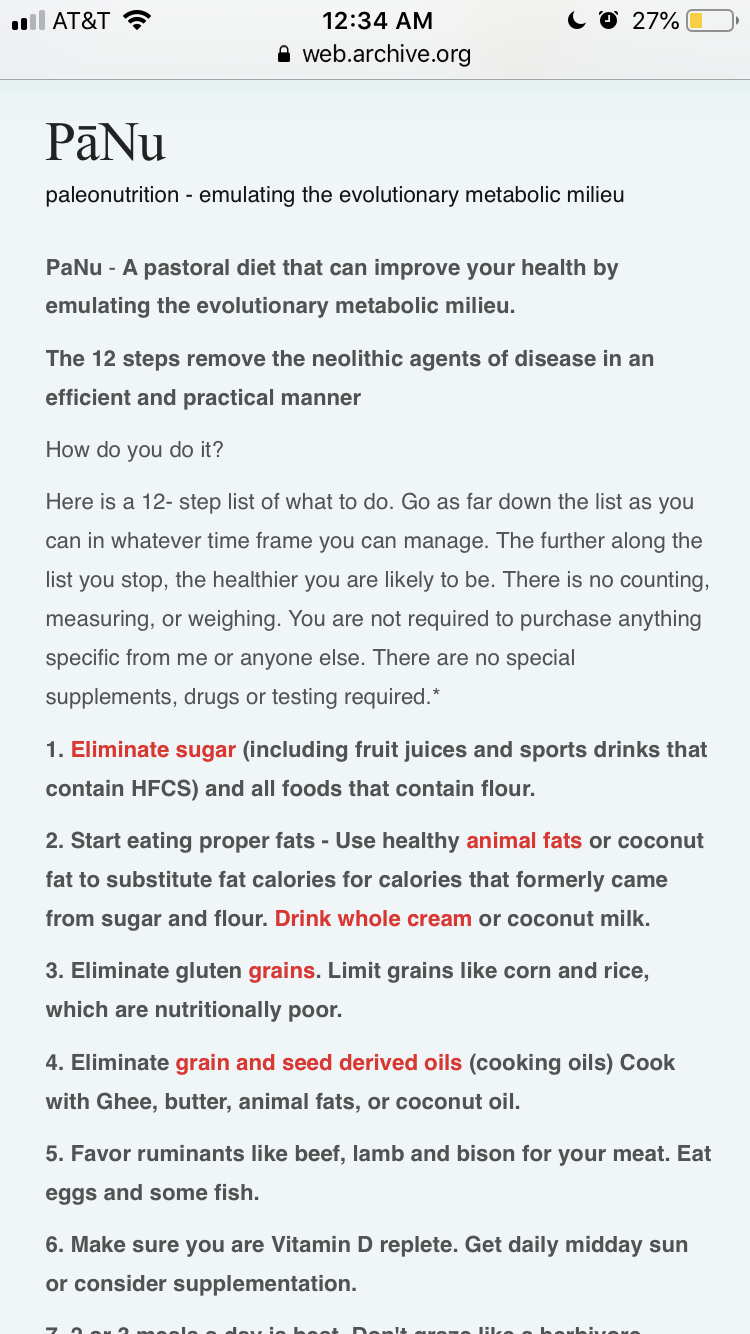 AT&T 12:34 AM 27%
web.archive.org
PāNu
paleonutrition - emulating the evolutionary metabolic milieu
PaNu - A pastoral diet that can improve your health by
emulating the evolutionary metabolic milieu.
The 12 steps remove the neolithic agents of disease in an
efficient and practical manner
How do you do it?
Here is a 12- step list of what to do. Go as far down the list as you
can in whatever time frame you can manage. The further along the
list you stop, the healthier you are likely to be. There is no counting,
measuring, or weighing. You are not required to purchase anything
specific from me or anyone else. There are no special
supplements, drugs or testing required.*
1. Eliminate sugar (including fruit juices and sports drinks that
contain HFCS) and all foods that contain flour.
2. Start eating proper fats - Use healthy animal fats or coconut
fat to substitute fat calories for calories that formerly came
from sugar and flour. Drink whole cream or coconut milk.
3. Eliminate gluten grains. Limit grains like corn and rice,
which are nutritionally poor.
4. Eliminate grain and seed derived oils (cooking oils) Cook
with Ghee, butter, animal fats, or coconut oil.
5. Favor ruminants like beef, lamb and bison for your meat. Eat
eggs and some fish.
6. Make sure you are Vitamin D replete. Get daily midday sun
or consider supplementation.
7. 2 or 3 meals a day is best. Don't graze like a herbivore.